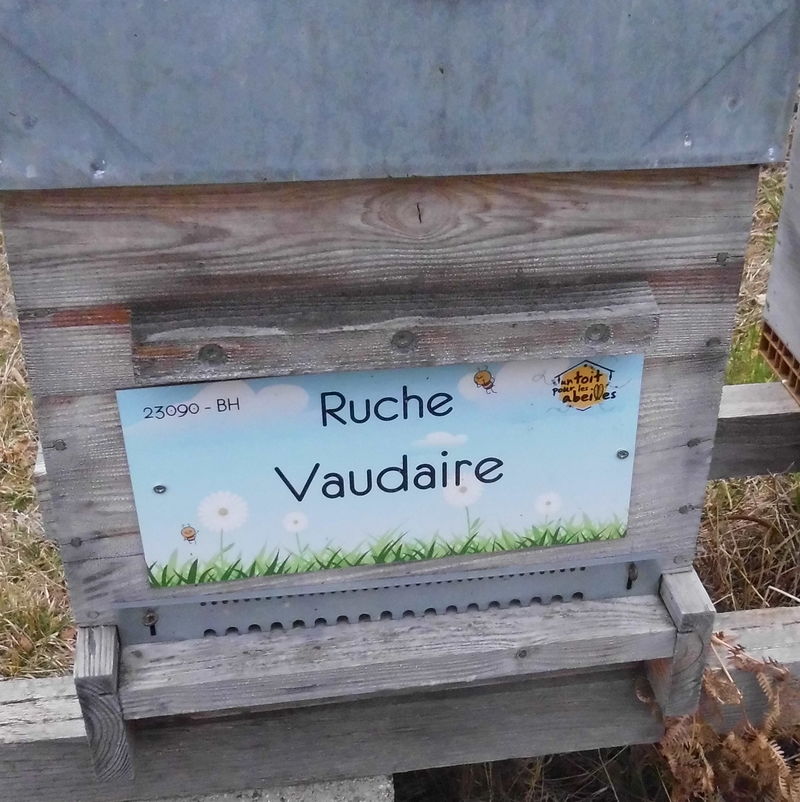 23090 - BH
Ruche
Vaudaire
un toit
pour les
abeilles